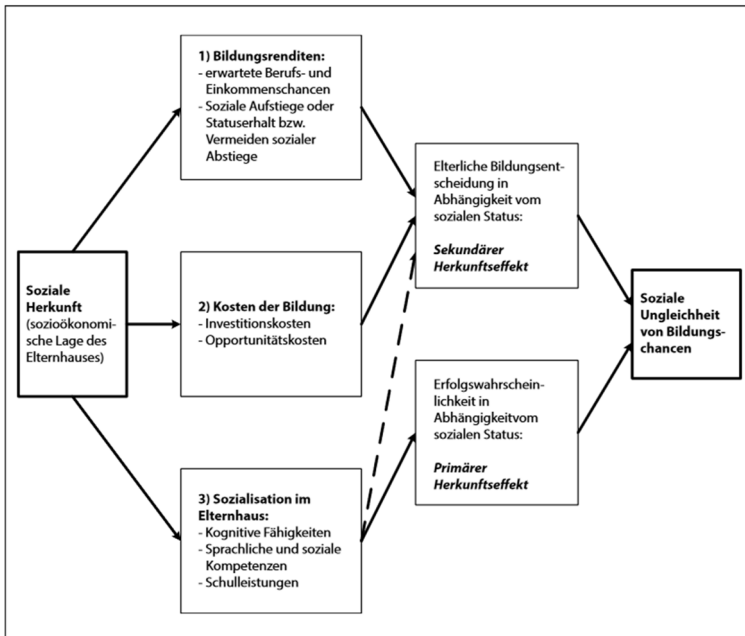 1) Bildungsrenditen:
- erwartete Berufs- und
Einkommenschancen
- Soziale Aufstiege oder
Statuserhalt bzw.
Vermeiden sozialer
Abstiege
Elterliche Bildungsent-
scheidung in
Abhängigkeit vom
sozialen Status:
Sekundärer
Herkunftseffekt
Soziale
Herkunft
(sozioökonomi-
sche Lage des
Elternhauses)
2) Kosten der Bildung:
- Investitionskosten
- Opportunitätskosten
Soziale
Ungleichheit
von Bildungs-
chancen
Erfolgswahrschein-
lichkeit in
Abhängigkeitvom
sozialen Status:
Primärer
Herkunftseffekt
3) Sozialisation im
Elternhaus:
- Kognitive Fähigkeiten
- Sprachliche und soziale
Kompetenzen
- Schulleistungen